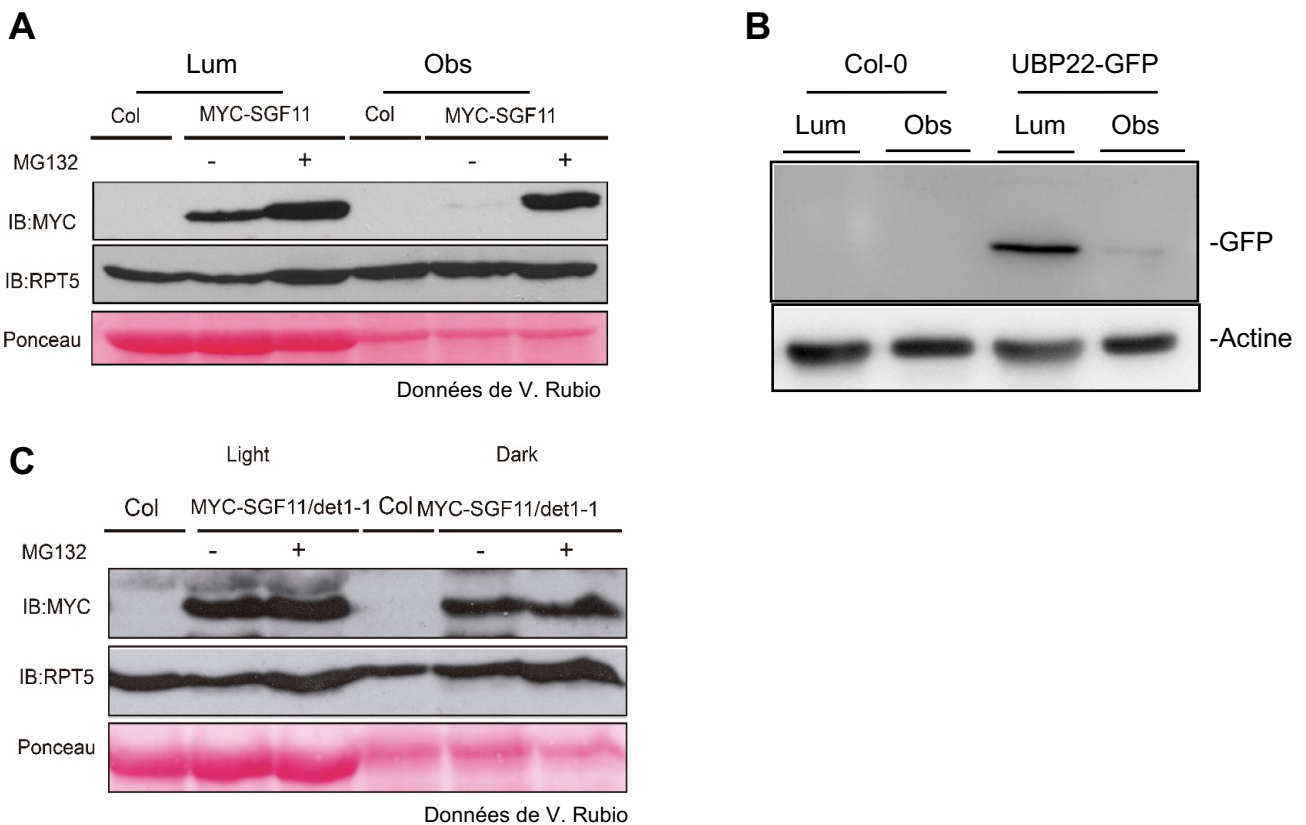 A
Lum Obs
Col MYC-SGF11 Col MYC-SGF11
MG132 - + - +
IB:MYC
IB:RPT5
Ponceau
Données de V. Rubio
B
Col-0 UBP22-GFP
Lum Obs Lum Obs
-GFP
-Actine
C
Light Dark
Col MYC-SGF11/det1-1 Col MYC-SGF11/det1-1
MG132 - + - +
IB:MYC
IB:RPT5
Ponceau
Données de V. Rubio